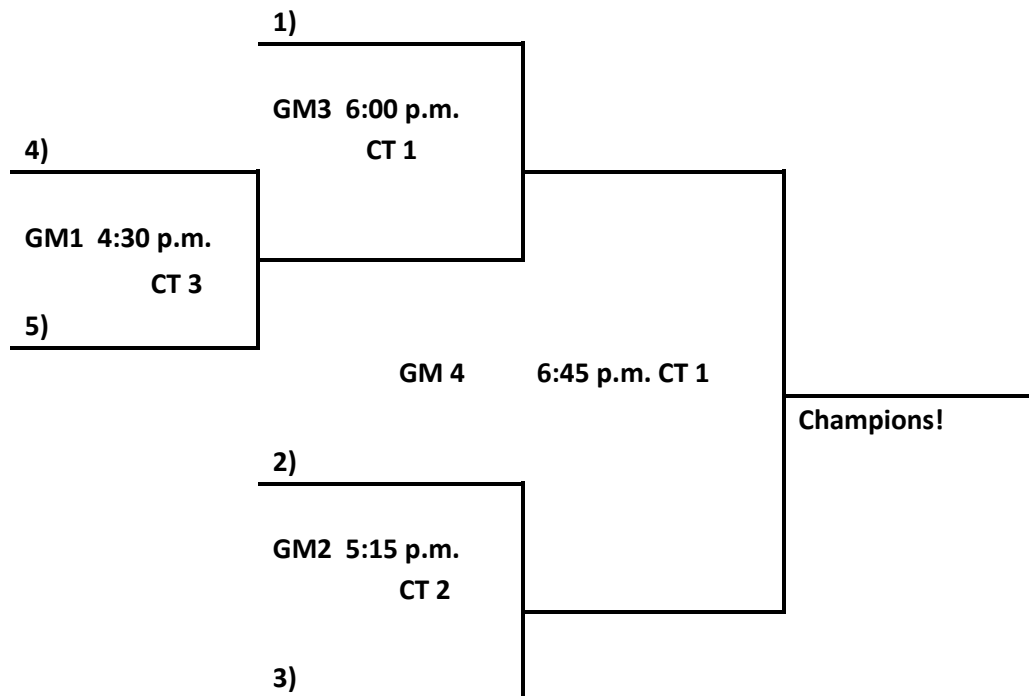 1)
GM3 6:00 p.m.
CT 1
4)
GM1 4:30 p.m.
CT 3
5)
GM 4 6:45 p.m. CT 1
Champions!
2)
GM2 5:15 p.m.
CT 2
3)